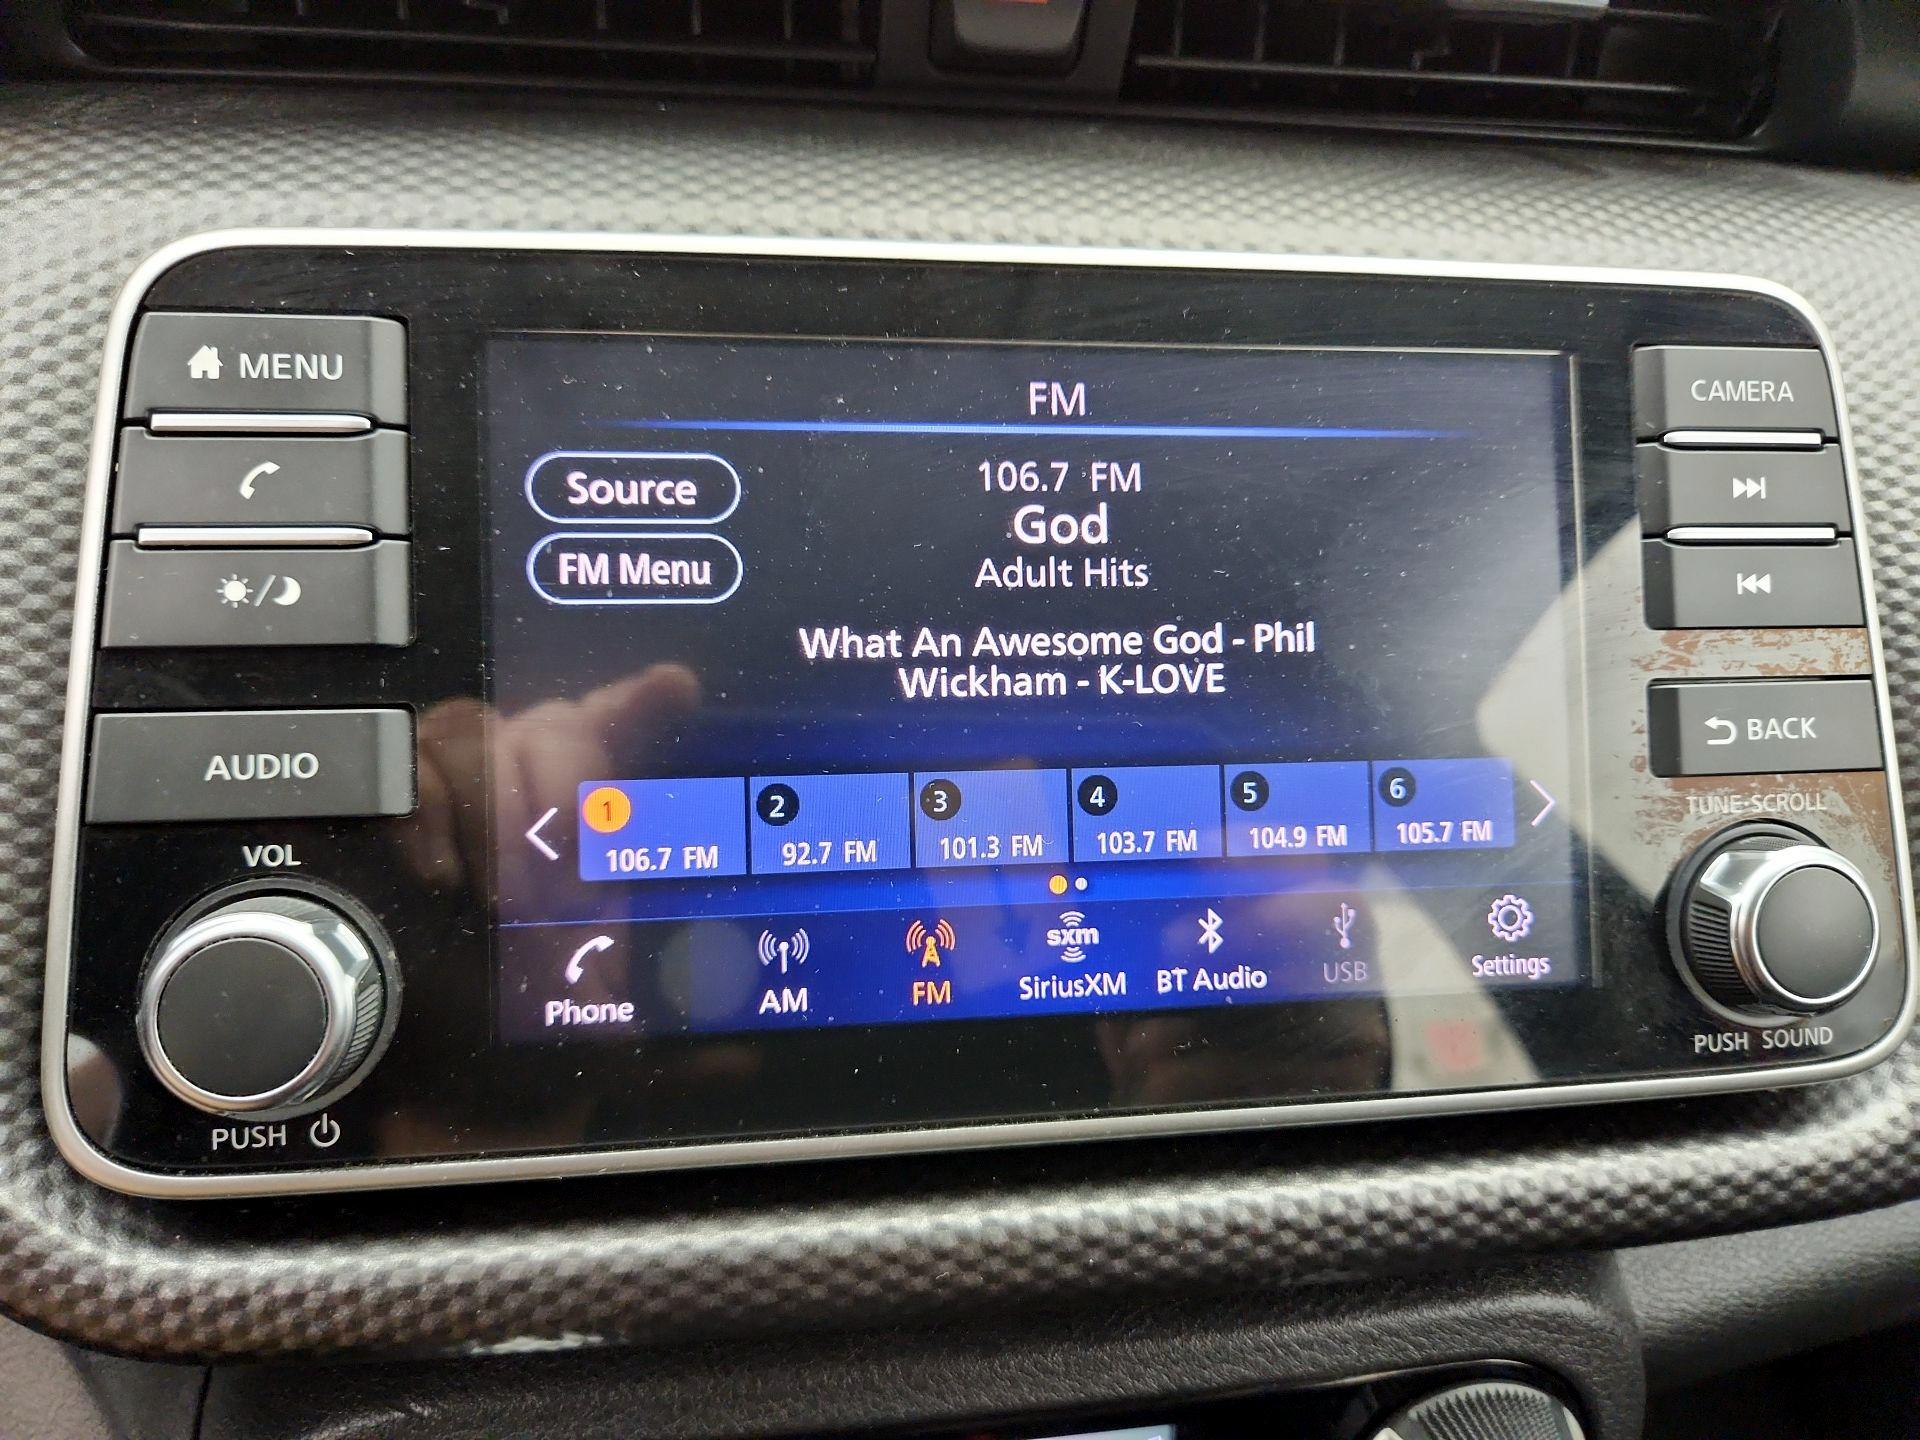 MENU
AUDIO
VOL
PUSH
FM
Source
FM Menu
106.7 FM
God
Adult Hits
What An Awesome God - Phil
Wickham - K-LOVE
1
106.7 FM
2
92.7 FM
3
101.3 FM
4
103.7 FM
5
104.9 FM
6
105.7 FM
Phone
AM
FM
sxm
SiriusXM
BT Audio
USB
Settings
CAMERA
BACK
TUNE·SCROLL
PUSH SOUND